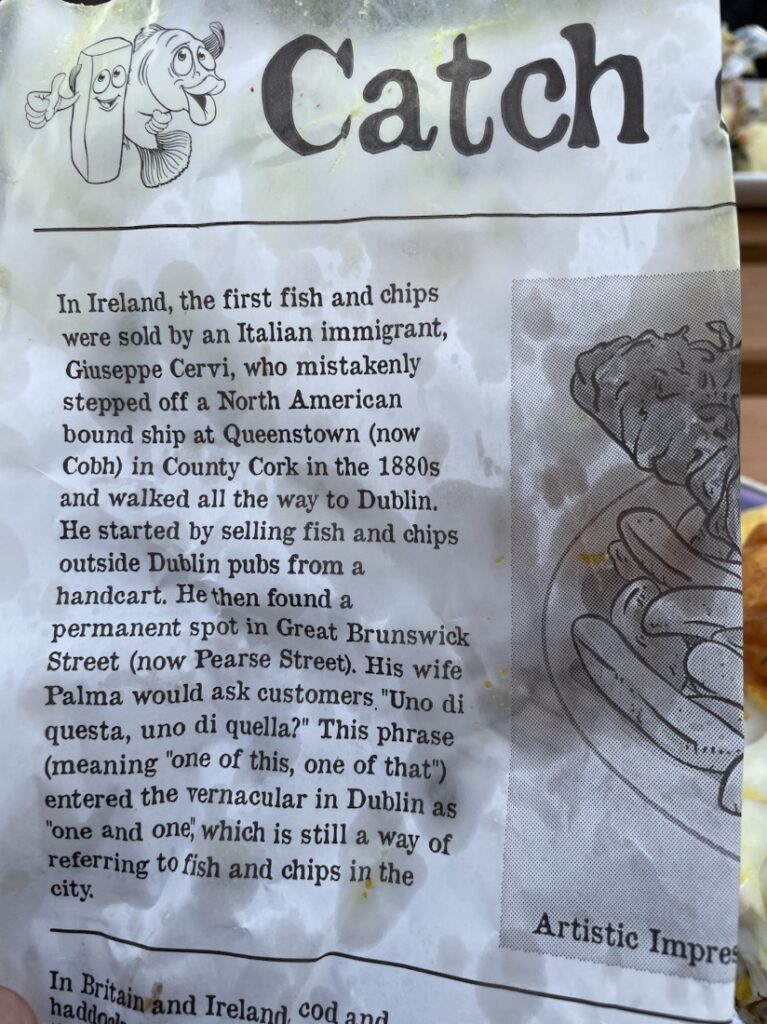 Catch
In Ireland, the first fish and chips
were sold by an Italian immigrant,
Giuseppe Cervi, who mistakenly
stepped off a North American
bound ship at Queenstown (now
Cobh) in County Cork in the 1880s
and walked all the way to Dublin.
He started by selling fish and chips
outside Dublin pubs from a
handcart. He then found a
permanent spot in Great Brunswick
Street (now Pearse Street). His wife
Palma would ask customers "Uno di
questa, uno di quella?" This phrase
(meaning "one of this, one of that")
entered the vernacular in Dublin as
"one and one", which is still a way of
referring to fish and chips in the
city.
Artistic Impres
In Britain and Ireland, cod and
haddock